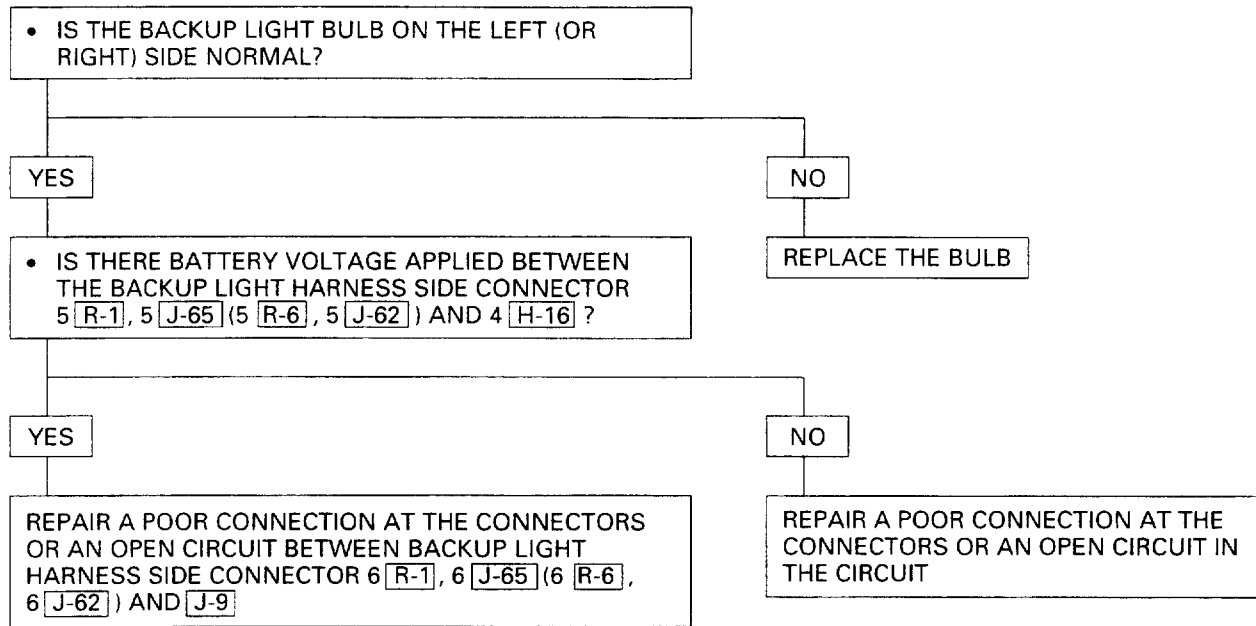 • IS THE BACKUP LIGHT BULB ON THE LEFT (OR
RIGHT) SIDE NORMAL?
YES
NO
• IS THERE BATTERY VOLTAGE APPLIED BETWEEN
THE BACKUP LIGHT HARNESS SIDE CONNECTOR
5 R-1, 5 J-65 (5 R-6, 5 J-62) AND 4 H-16 ?
REPLACE THE BULB
YES
NO
REPAIR A POOR CONNECTION AT THE CONNECTORS
OR AN OPEN CIRCUIT BETWEEN BACKUP LIGHT
HARNESS SIDE CONNECTOR 6 R-1, 6 J-65 (6 R-6,
6 J-62) AND J-9
REPAIR A POOR CONNECTION AT THE
CONNECTORS OR AN OPEN CIRCUIT IN
THE CIRCUIT